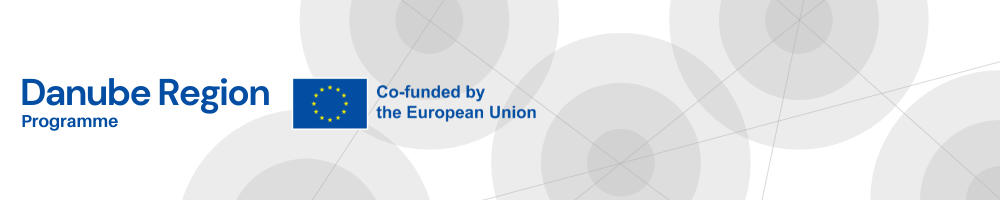 Danube Region
Programme
Co-funded by
the European Union